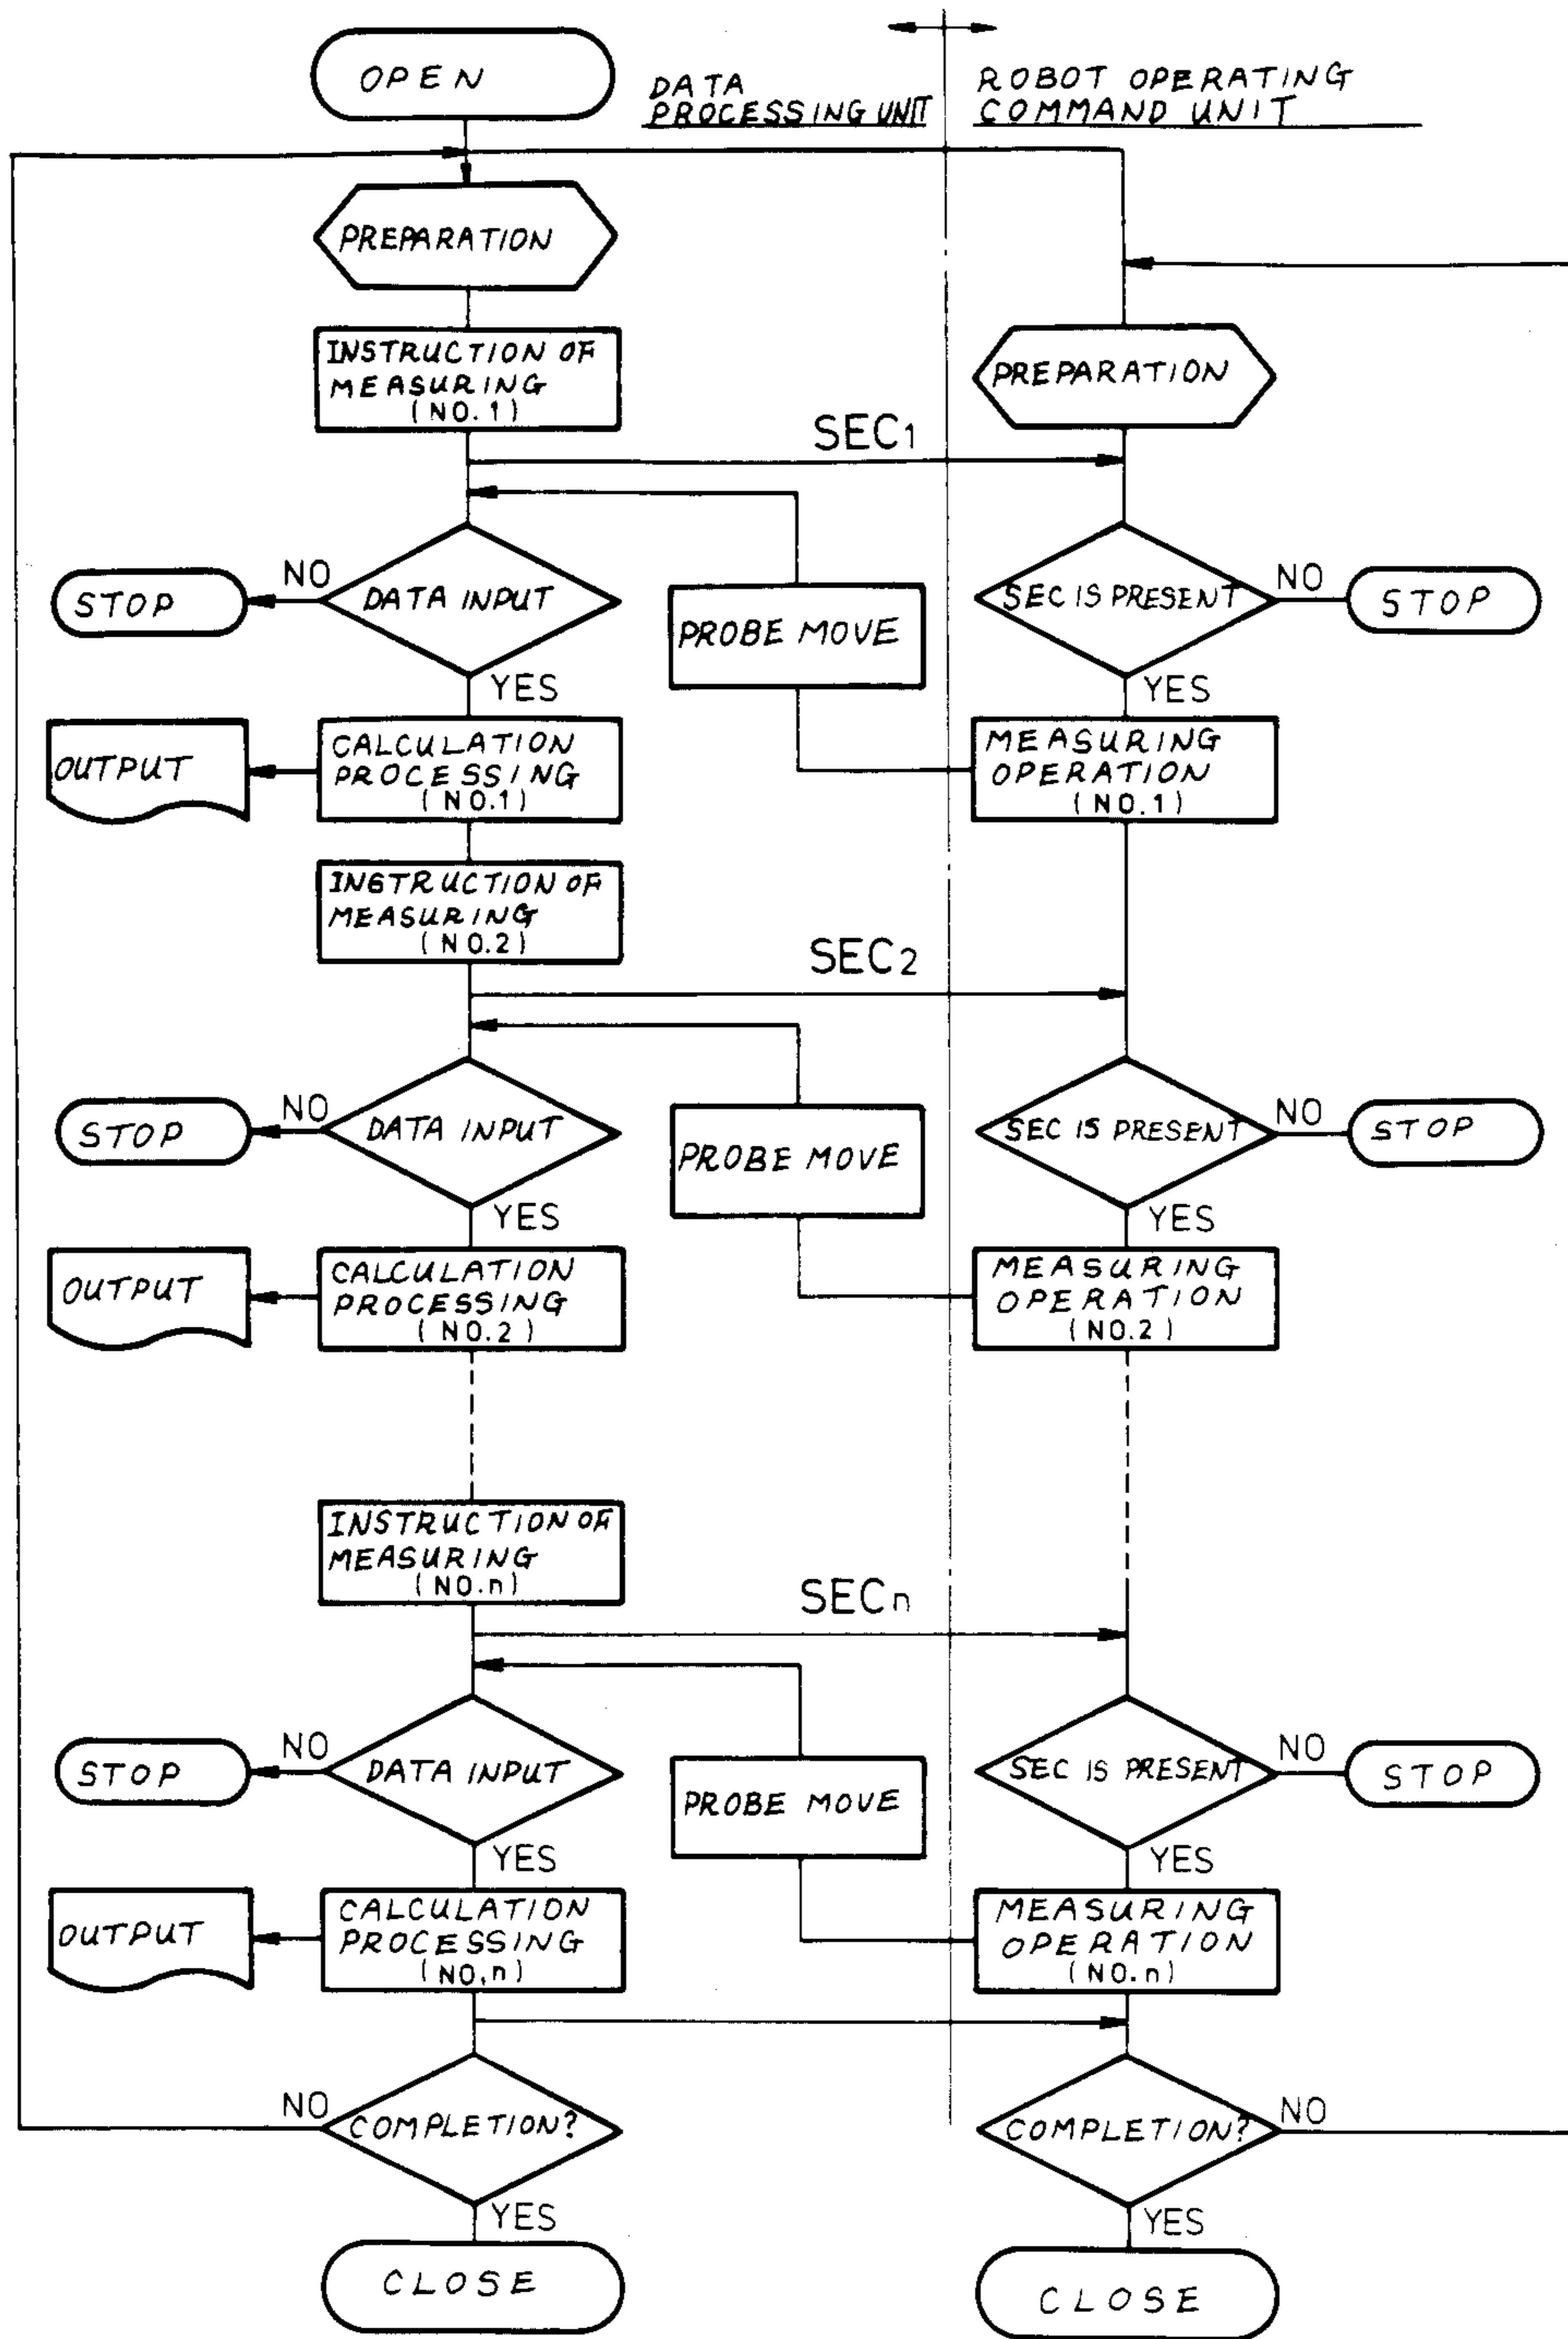 OPEN
DATA
PROCESSING UNIT
ROBOT OPERATING
COMMAND UNIT
PREPARATION
INSTRUCTION OF
MEASURING
(NO.1)
PREPARATION
SEC1
NO
STOP
DATA INPUT
YES
PROBE MOVE
SEC IS PRESENT
NO
STOP
YES
OUTPUT
CALCULATION
PROCESSING
(NO.1)
MEASURING
OPERATION
(NO.1)
INSTRUCTION OF
MEASURING
(NO.2)
SEC2
NO
STOP
DATA INPUT
YES
PROBE MOVE
SEC IS PRESENT
NO
STOP
YES
OUTPUT
CALCULATION
PROCESSING
(NO.2)
MEASURING
OPERATION
(NO.2)
INSTRUCTION OF
MEASURING
(NO.n)
SECn
NO
STOP
DATA INPUT
YES
PROBE MOVE
SEC IS PRESENT
NO
STOP
YES
OUTPUT
CALCULATION
PROCESSING
(NO,n)
MEASURING
OPERATION
(NO.n)
NO
COMPLETION?
YES
COMPLETION?
NO
YES
CLOSE
CLOSE